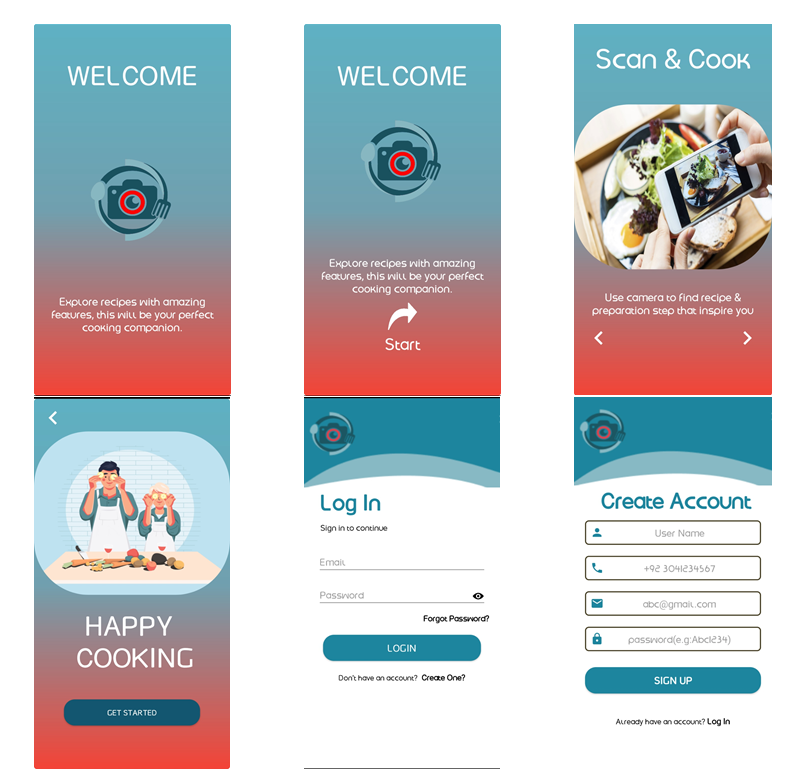 WELCOME
Explore recipes with amazing
features, this will be your perfect
cooking companion.
WELCOME
Explore recipes with amazing
features, this will be your perfect
cooking companion.
Start
Scan & Cook
Use camera to find recipe &
preparation step that inspire you
HAPPY
COOKING
GET STARTED
Log In
Sign in to continue
Email
Password
Forgot Password?
LOGIN
Don't have an account? Create One?
Create Account
User Name
+92 3041234567
abc@gmail.com
password(e.g:Abc1234)
SIGN UP
Already have an account? Log In